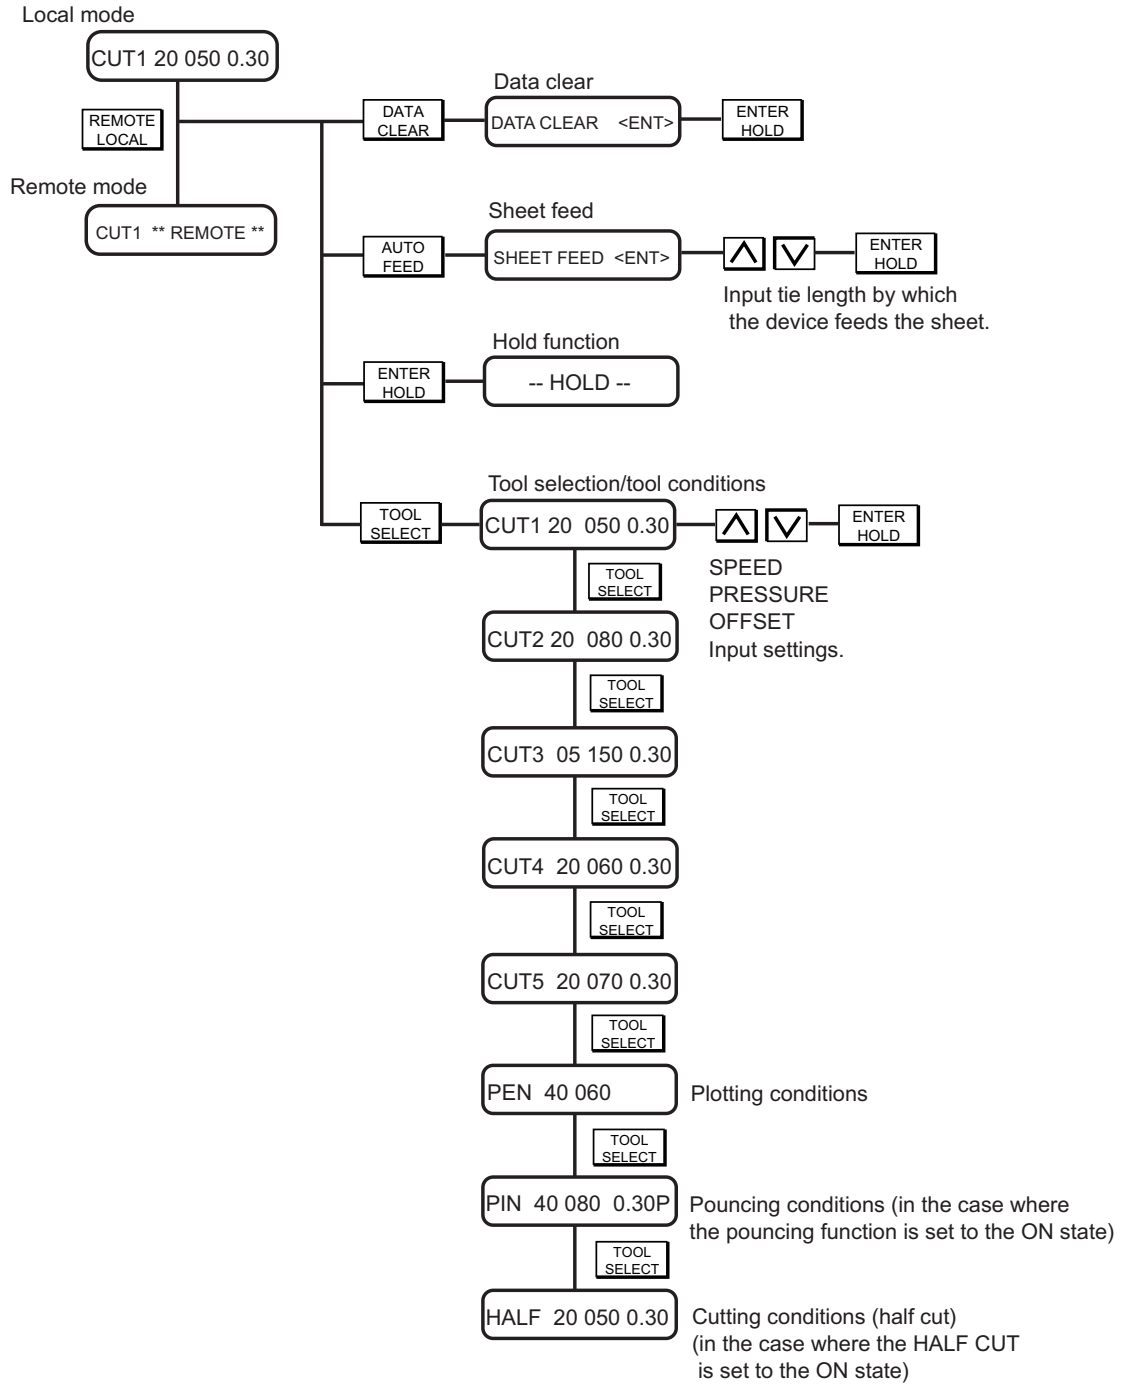 Local mode
CUT1 20 050 0.30
REMOTE
LOCAL
Remote mode
CUT1 ** REMOTE **
DATA
CLEAR
Data clear
DATA CLEAR <ENT>
ENTER
HOLD
AUTO
FEED
Sheet feed
SHEET FEED <ENT>
ENTER
HOLD
Input tie length by which
the device feeds the sheet.
ENTER
HOLD
Hold function
-- HOLD --
TOOL
SELECT
Tool selection/tool conditions
CUT1 20 050 0.30
ENTER
HOLD
SPEED
PRESSURE
OFFSET
Input settings.
TOOL
SELECT
CUT2 20 080 0.30
TOOL
SELECT
CUT3 05 150 0.30
TOOL
SELECT
CUT4 20 060 0.30
TOOL
SELECT
CUT5 20 070 0.30
TOOL
SELECT
PEN 40 060
Plotting conditions
TOOL
SELECT
PIN 40 080 0.30P
Pouncing conditions (in the case where
the pouncing function is set to the ON state)
TOOL
SELECT
HALF 20 050 0.30
Cutting conditions (half cut)
(in the case where the HALF CUT
is set to the ON state)